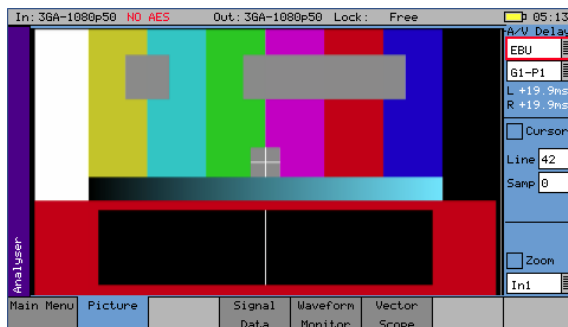 In: 3GA-1080p50 NO AES Out: 3GA-1080p50 Lock: Free 05:13
A/V Delay
EBU
G1-P1
L +19.9ms
R +19.9ms
Cursor
Line 42
Samp 0
Zoom
In1
Analyser
Main Menu Picture Signal Data Waveform Monitor Vector Scope